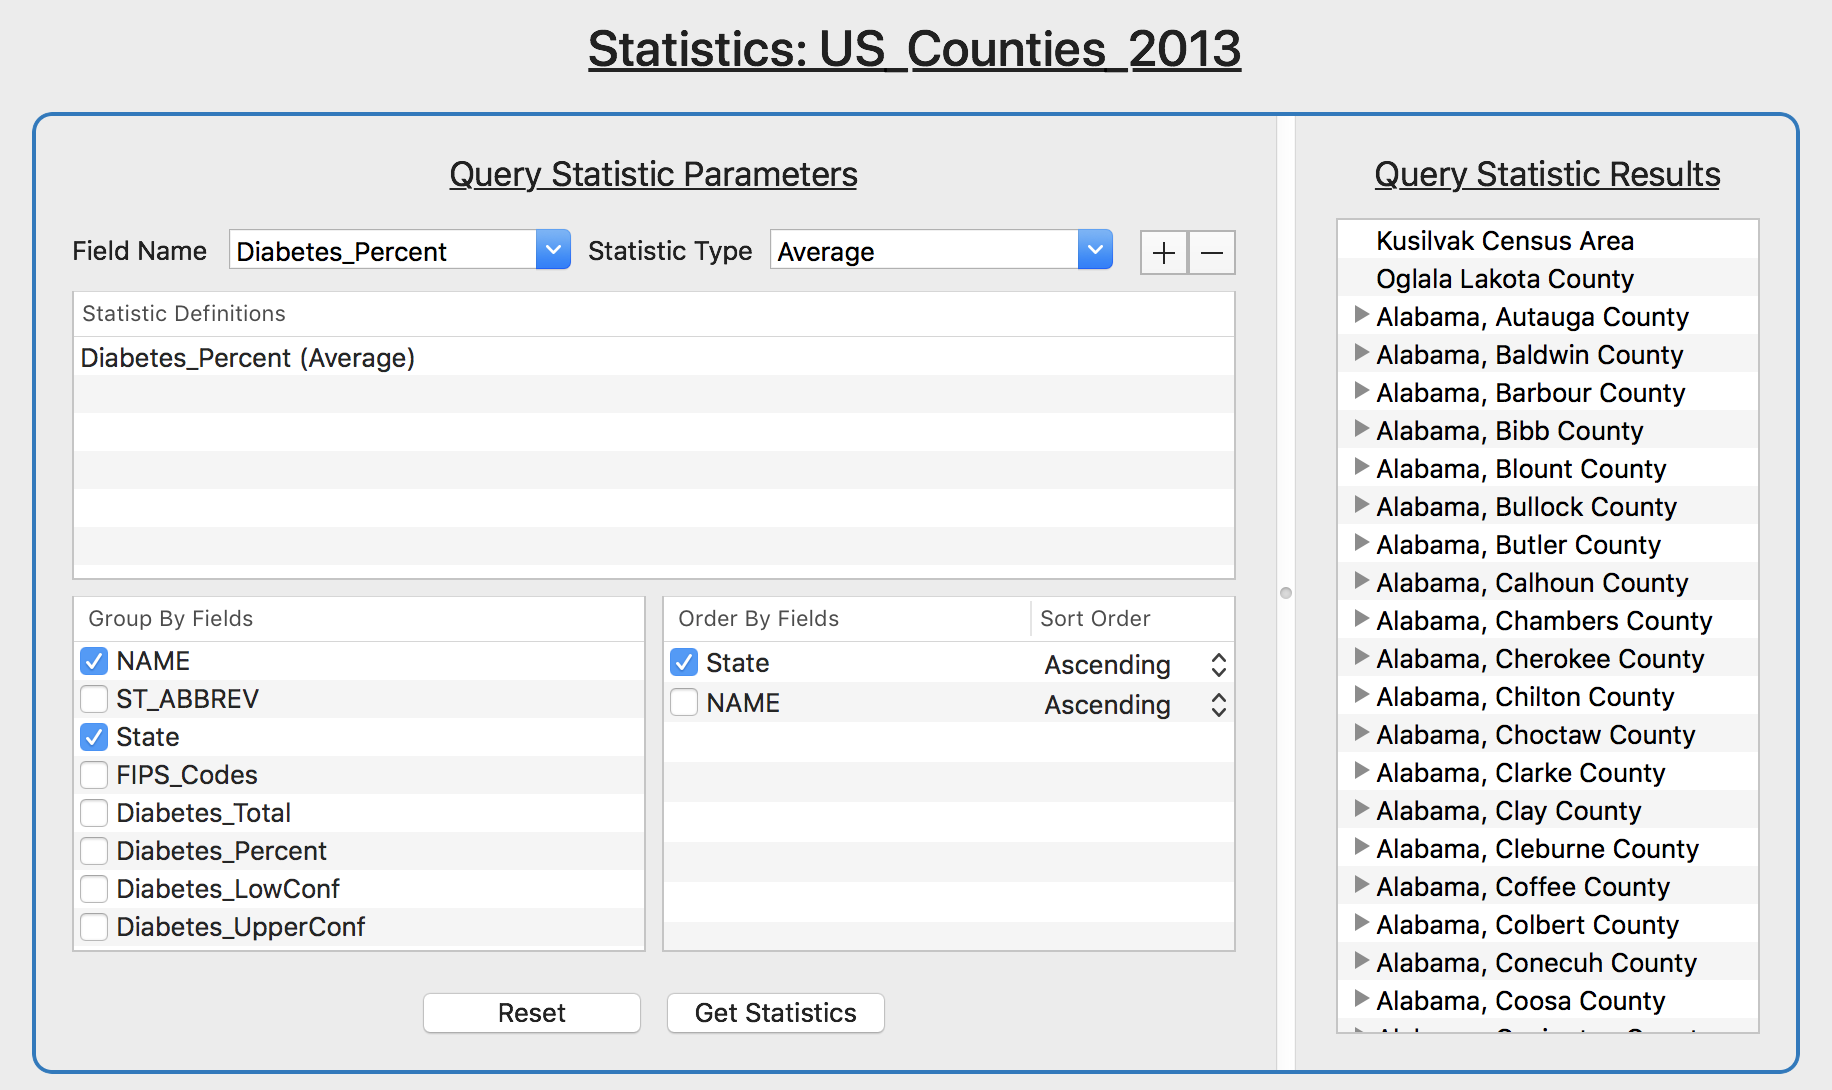 Statistics: US_Counties_2013
Query Statistic Parameters
Field Name Diabetes_Percent Statistic Type Average
Statistic Definitions
Diabetes_Percent (Average)
Group By Fields
NAME
ST_ABBREV
State
FIPS_Codes
Diabetes_Total
Diabetes_Percent
Diabetes_LowConf
Diabetes_UpperConf
Order By Fields Sort Order
State Ascending
NAME Ascending
Reset Get Statistics
Query Statistic Results
Kusilvak Census Area
Oglala Lakota County
Alabama, Autauga County
Alabama, Baldwin County
Alabama, Barbour County
Alabama, Bibb County
Alabama, Blount County
Alabama, Bullock County
Alabama, Butler County
Alabama, Calhoun County
Alabama, Chambers County
Alabama, Cherokee County
Alabama, Chilton County
Alabama, Choctaw County
Alabama, Clarke County
Alabama, Clay County
Alabama, Cleburne County
Alabama, Coffee County
Alabama, Colbert County
Alabama, Conecuh County
Alabama, Coosa County